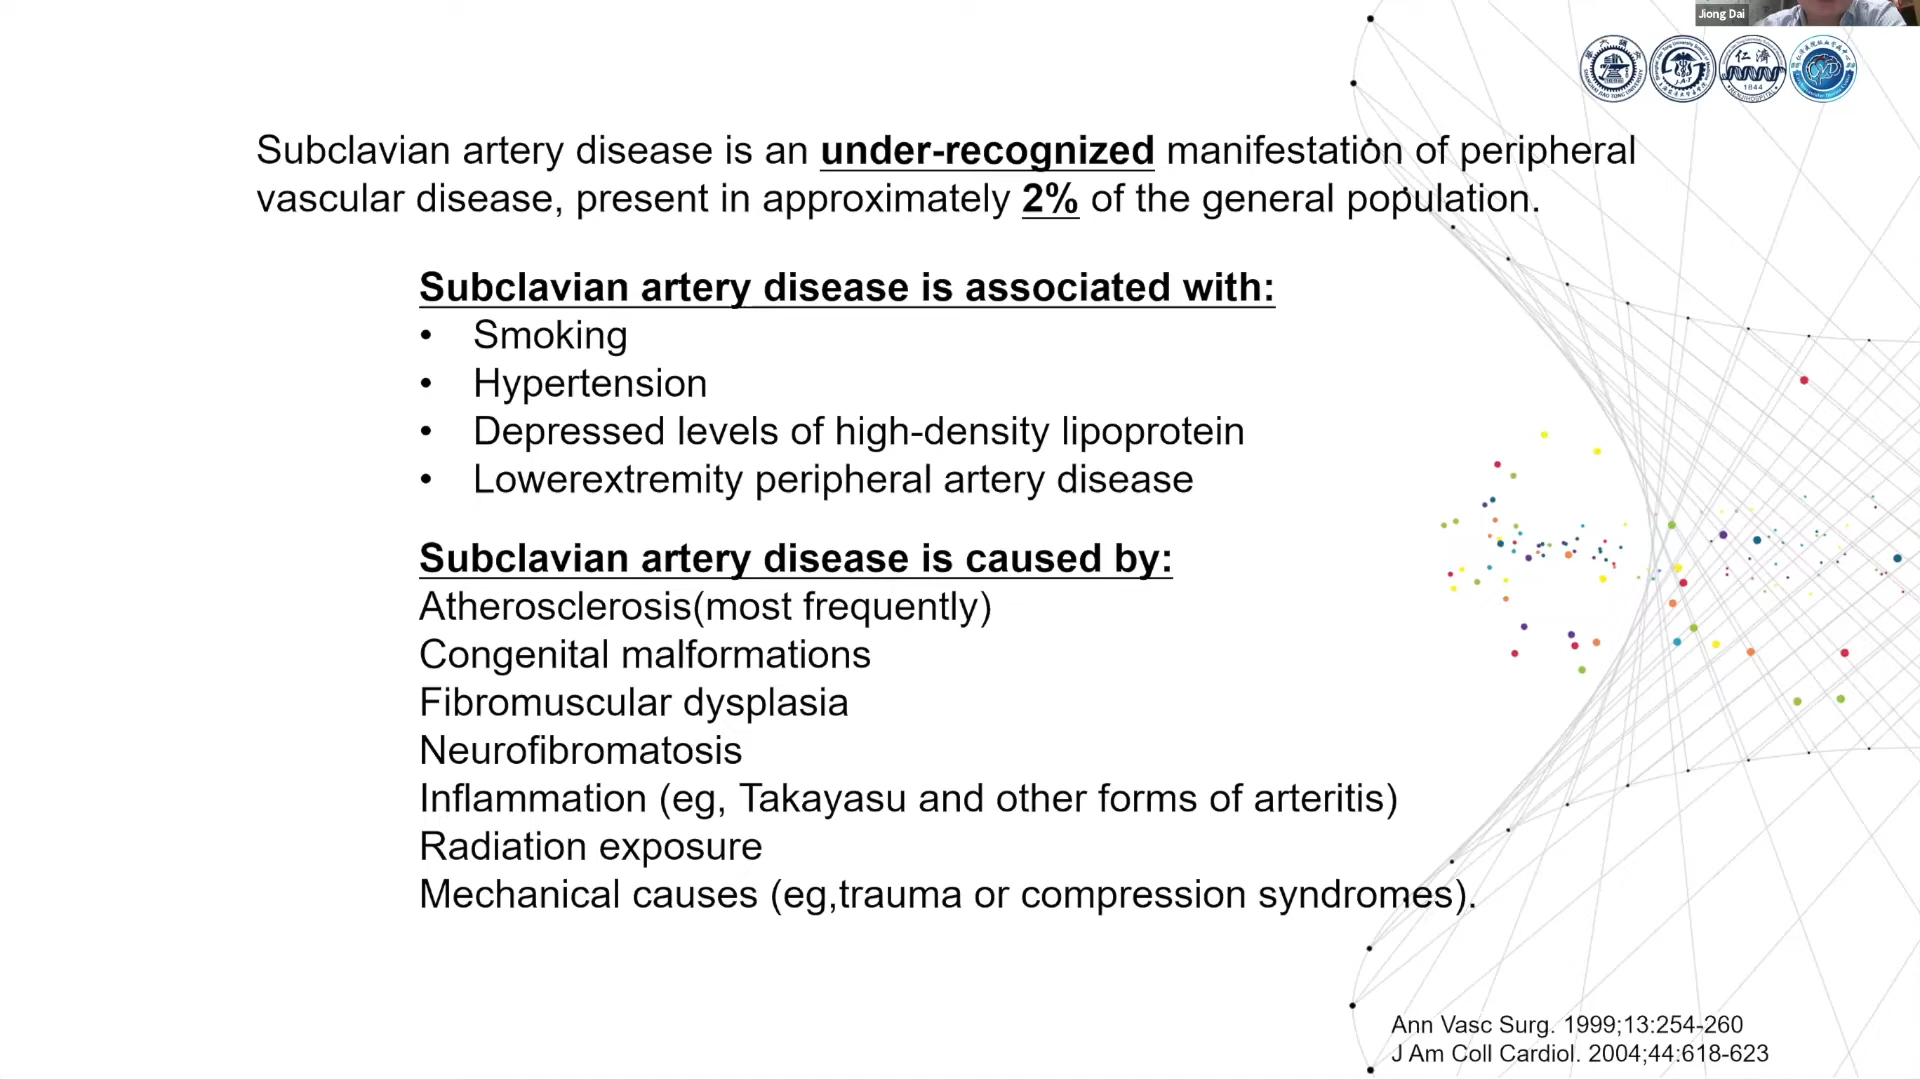 Jiong Dai
仁濟
1844
Subclavian artery disease is an under-recognized manifestation of peripheral
vascular disease, present in approximately 2% of the general population.
Subclavian artery disease is associated with:
• Smoking
• Hypertension
• Depressed levels of high-density lipoprotein
• Lowerextremity peripheral artery disease
Subclavian artery disease is caused by:
Atherosclerosis(most frequently)
Congenital malformations
Fibromuscular dysplasia
Neurofibromatosis
Inflammation (eg, Takayasu and other forms of arteritis)
Radiation exposure
Mechanical causes (eg,trauma or compression syndromes).
Ann Vasc Surg. 1999;13:254-260
J Am Coll Cardiol. 2004;44:618-623